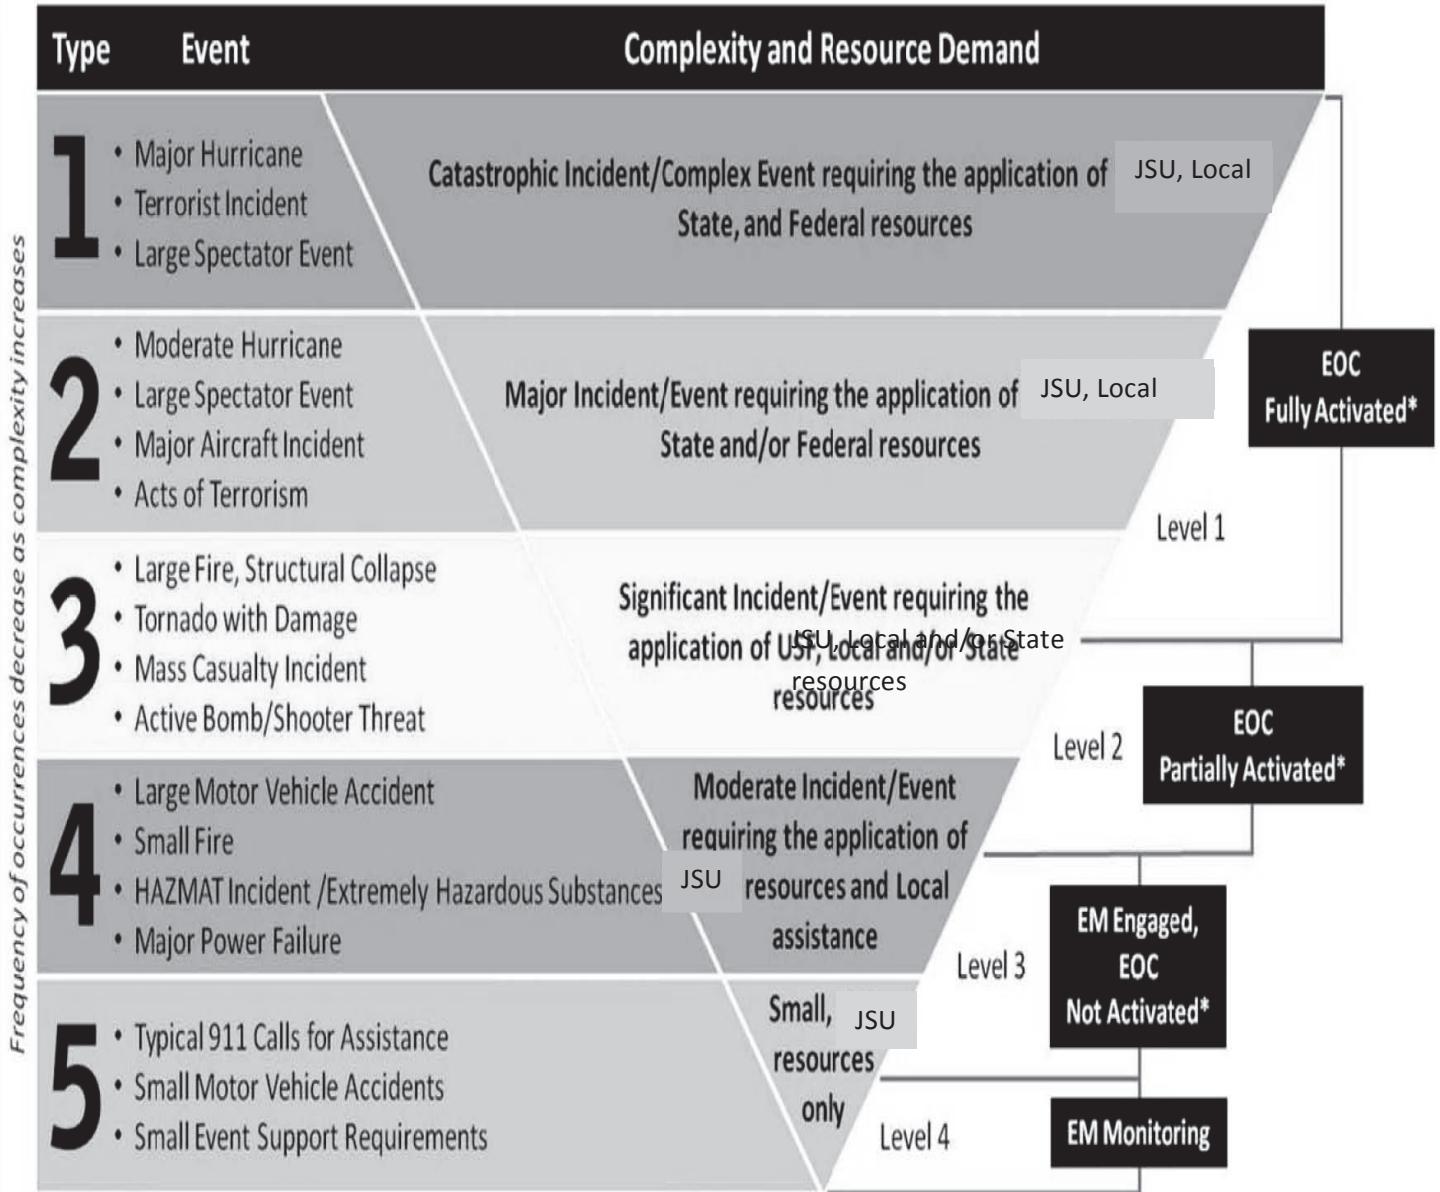 Type Event Complexity and Resource Demand
Frequency of occurrences decrease as complexity increases
1
• Major Hurricane
• Terrorist Incident
• Large Spectator Event
Catastrophic Incident/Complex Event requiring the application of JSU, Local
State, and Federal resources
2
• Moderate Hurricane
• Large Spectator Event
• Major Aircraft Incident
• Acts of Terrorism
Major Incident/Event requiring the application of JSU, Local
State and/or Federal resources
3
• Large Fire, Structural Collapse
• Tornado with Damage
• Mass Casualty Incident
• Active Bomb/Shooter Threat
Significant Incident/Event requiring the
application of USF, Local and/or State
resources
JSU, Local and/or State
resources
4
• Large Motor Vehicle Accident
• Small Fire
• HAZMAT Incident /Extremely Hazardous Substances
• Major Power Failure
Moderate Incident/Event
requiring the application of
JSU resources and Local
assistance
5
• Typical 911 Calls for Assistance
• Small Motor Vehicle Accidents
• Small Event Support Requirements
Small, JSU
resources
only
EOC
Fully Activated*
Level 1
EOC
Partially Activated*
Level 2
EM Engaged,
EOC
Not Activated*
Level 3
EM Monitoring
Level 4